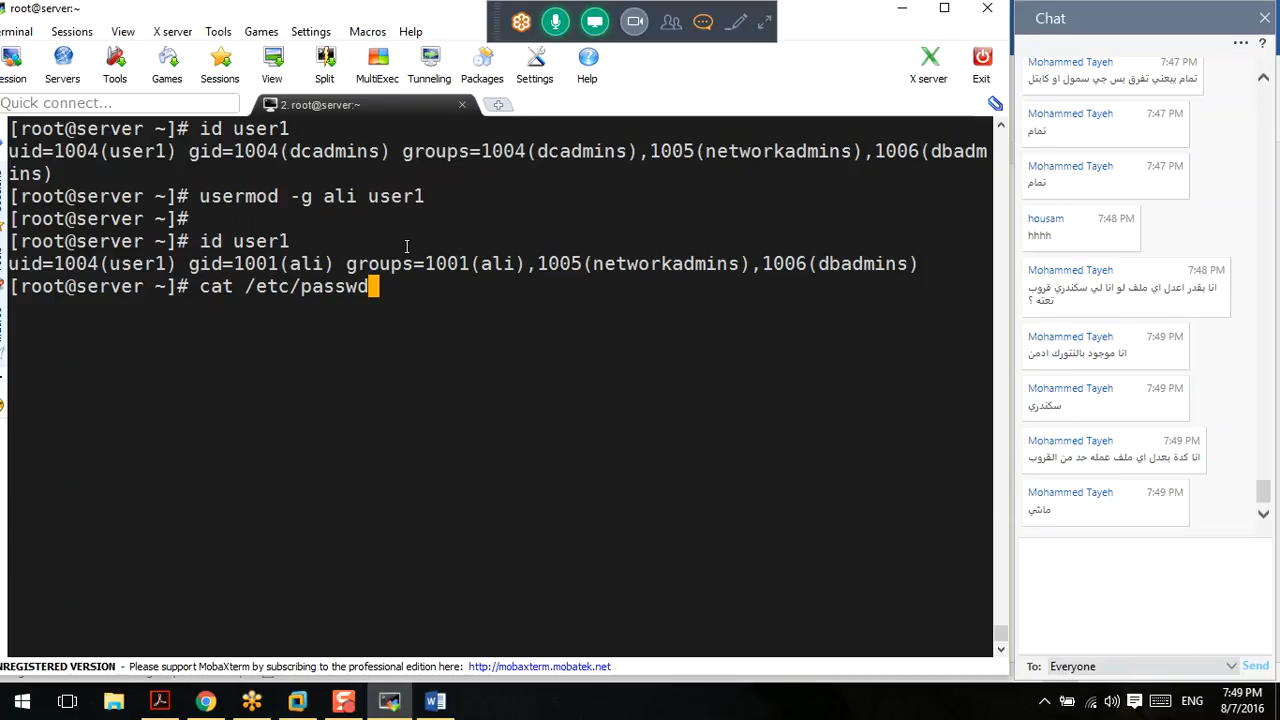 root@server:~
erminal Sessions View X server Tools Games Settings Macros Help
ession Servers Tools Games Sessions View Split MultiExec Tunneling Packages Settings Help X server Exit
Quick connect...
2. root@server:~
[root@server ~]# id user1
uid=1004(user1) gid=1004(dcadmins) groups=1004(dcadmins),1005(networkadmins),1006(dbadm
ins)
[root@server ~]# usermod -g ali user1
[root@server ~]#
[root@server ~]# id user1
uid=1004(user1) gid=1001(ali) groups=1001(ali),1005(networkadmins),1006(dbadmins)
[root@server ~]# cat /etc/passwd
NREGISTERED VERSION - Please support MobaXterm by subscribing to the professional edition here: http://mobaxterm.mobatek.net
Chat
Mohammed Tayeh 7:47 PM
تمام ييعني تفرق بس جي سمول او كابتل
Mohammed Tayeh 7:47 PM
تمام
Mohammed Tayeh 7:47 PM
تمام
housam 7:48 PM
hhhh
Mohammed Tayeh 7:48 PM
انا بقدر اعدل اي ملف لو انا لي سكندري قروب
تعته ؟
Mohammed Tayeh 7:49 PM
انا موجود بالنتورك ادمن
Mohammed Tayeh 7:49 PM
سكندري
Mohammed Tayeh 7:49 PM
انا كدة بعدل اي ملف عمله حد من القروب
Mohammed Tayeh 7:49 PM
ماشي
To: Everyone Send
ENG
7:49 PM
8/7/2016